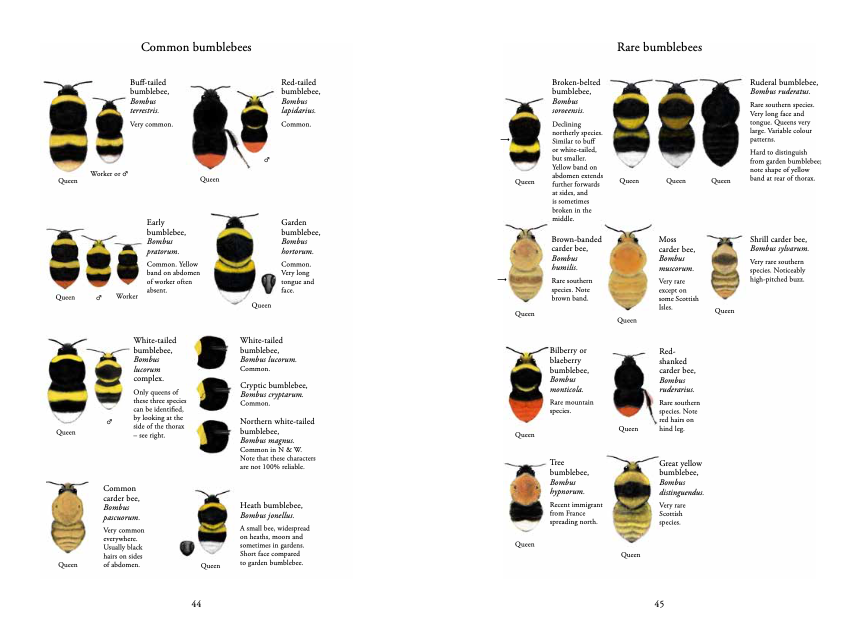 Common bumblebees
Buff-tailed
bumblebee,
Bombus
terrestris.
Very common.
Queen
Worker or ♂
Red-tailed
bumblebee,
Bombus
lapidarius.
Common.
Queen
♂
Early
bumblebee,
Bombus
pratorum.
Common. Yellow
band on abdomen
of worker often
absent.
Queen
♂
Worker
Garden
bumblebee,
Bombus
hortorum.
Common.
Very long
tongue and
face.
Queen
White-tailed
bumblebee,
Bombus
lucorum
complex.
Only queens of
these three species
can be identified,
by looking at the
side of the thorax
– see right.
Queen
♂
White-tailed
bumblebee,
Bombus lucorum.
Common.
Cryptic bumblebee,
Bombus cryptarum.
Common.
Northern white-tailed
bumblebee,
Bombus magnus.
Common in N & W.
Note that these characters
are not 100% reliable.
Common
carder bee,
Bombus
pascuorum.
Very common
everywhere.
Usually black
hairs on sides
of abdomen.
Queen
Heath bumblebee,
Bombus jonellus.
A small bee, widespread
on heaths, moors and
sometimes in gardens.
Short face compared
to garden bumblebee.
Queen
44
Rare bumblebees
Broken-belted
bumblebee,
Bombus
soroeensis.
Declining
northerly species.
Similar to buff
or white-tailed,
but smaller.
Yellow band on
abdomen extends
further forwards
at sides, and
is sometimes
broken in the
middle.
Queen
Ruderal bumblebee,
Bombus ruderatus.
Rare southern species.
Very long face and
tongue. Queens very
large. Variable colour
patterns.
Hard to distinguish
from garden bumblebee;
note shape of yellow
band at rear of thorax.
Queen
Queen
Queen
Brown-banded
carder bee,
Bombus
humilis.
Rare southern
species. Note
brown band.
Queen
Moss
carder bee,
Bombus
muscorum.
Very rare
except on
some Scottish
Isles.
Queen
Shrill carder bee,
Bombus sylvarum.
Very rare southern
species. Noticeably
high-pitched buzz.
Queen
Bilberry or
blaeberry
bumblebee,
Bombus
monticola.
Rare mountain
species.
Queen
Red-
shanked
carder bee,
Bombus
ruderarius.
Rare southern
species. Note
red hairs on
hind leg.
Queen
Tree
bumblebee,
Bombus
hypnorum.
Recent immigrant
from France
spreading north.
Queen
Great yellow
bumblebee,
Bombus
distinguendus.
Very rare
Scottish
species.
Queen
45